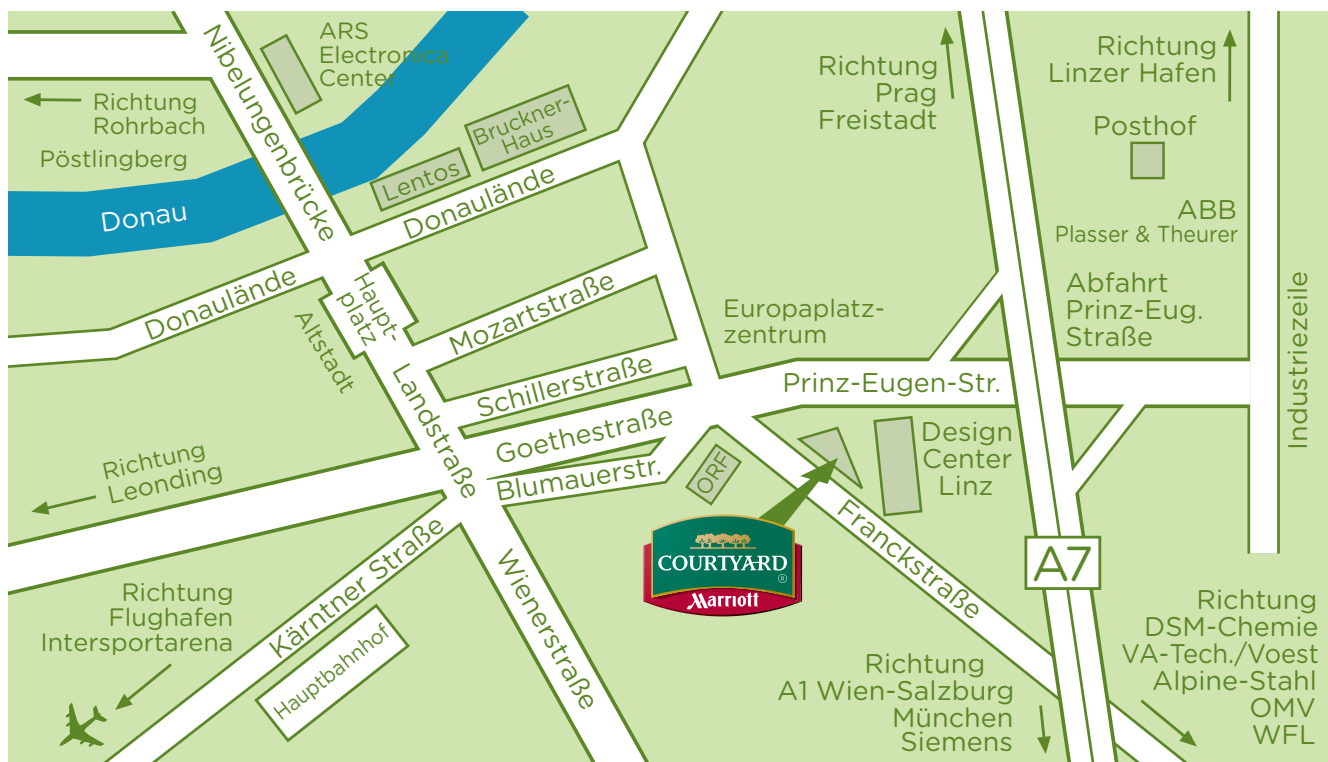 Nibelungenbrücke
ARS
Electronica
Center
Richtung
Rohrbach
Pöstlingberg
Donau
Lentos
Bruckner-
Haus
Donaulände
Donaulände
Haupt-
platz
Altstadt
Mozartstraße
Schillerstraße
Landstraße
Goethestraße
Blumauerstr.
Richtung
Prag
Freistadt
Richtung
Linzer Hafen
Posthof
ABB
Plasser & Theurer
Abfahrt
Prinz-Eug.
Straße
Industriezeile
Europaplatz-
zentrum
Prinz-Eugen-Str.
Design
Center
Linz
ORF
COURTYARD
®
Marriott
Franckstraße
A7
Richtung
Leonding
Kärntner Straße
Wienerstraße
Hauptbahnhof
Richtung
Flughafen
Intersportarena
Richtung
A1 Wien-Salzburg
München
Siemens
Richtung
DSM-Chemie
VA-Tech./Voest
Alpine-Stahl
OMV
WFL